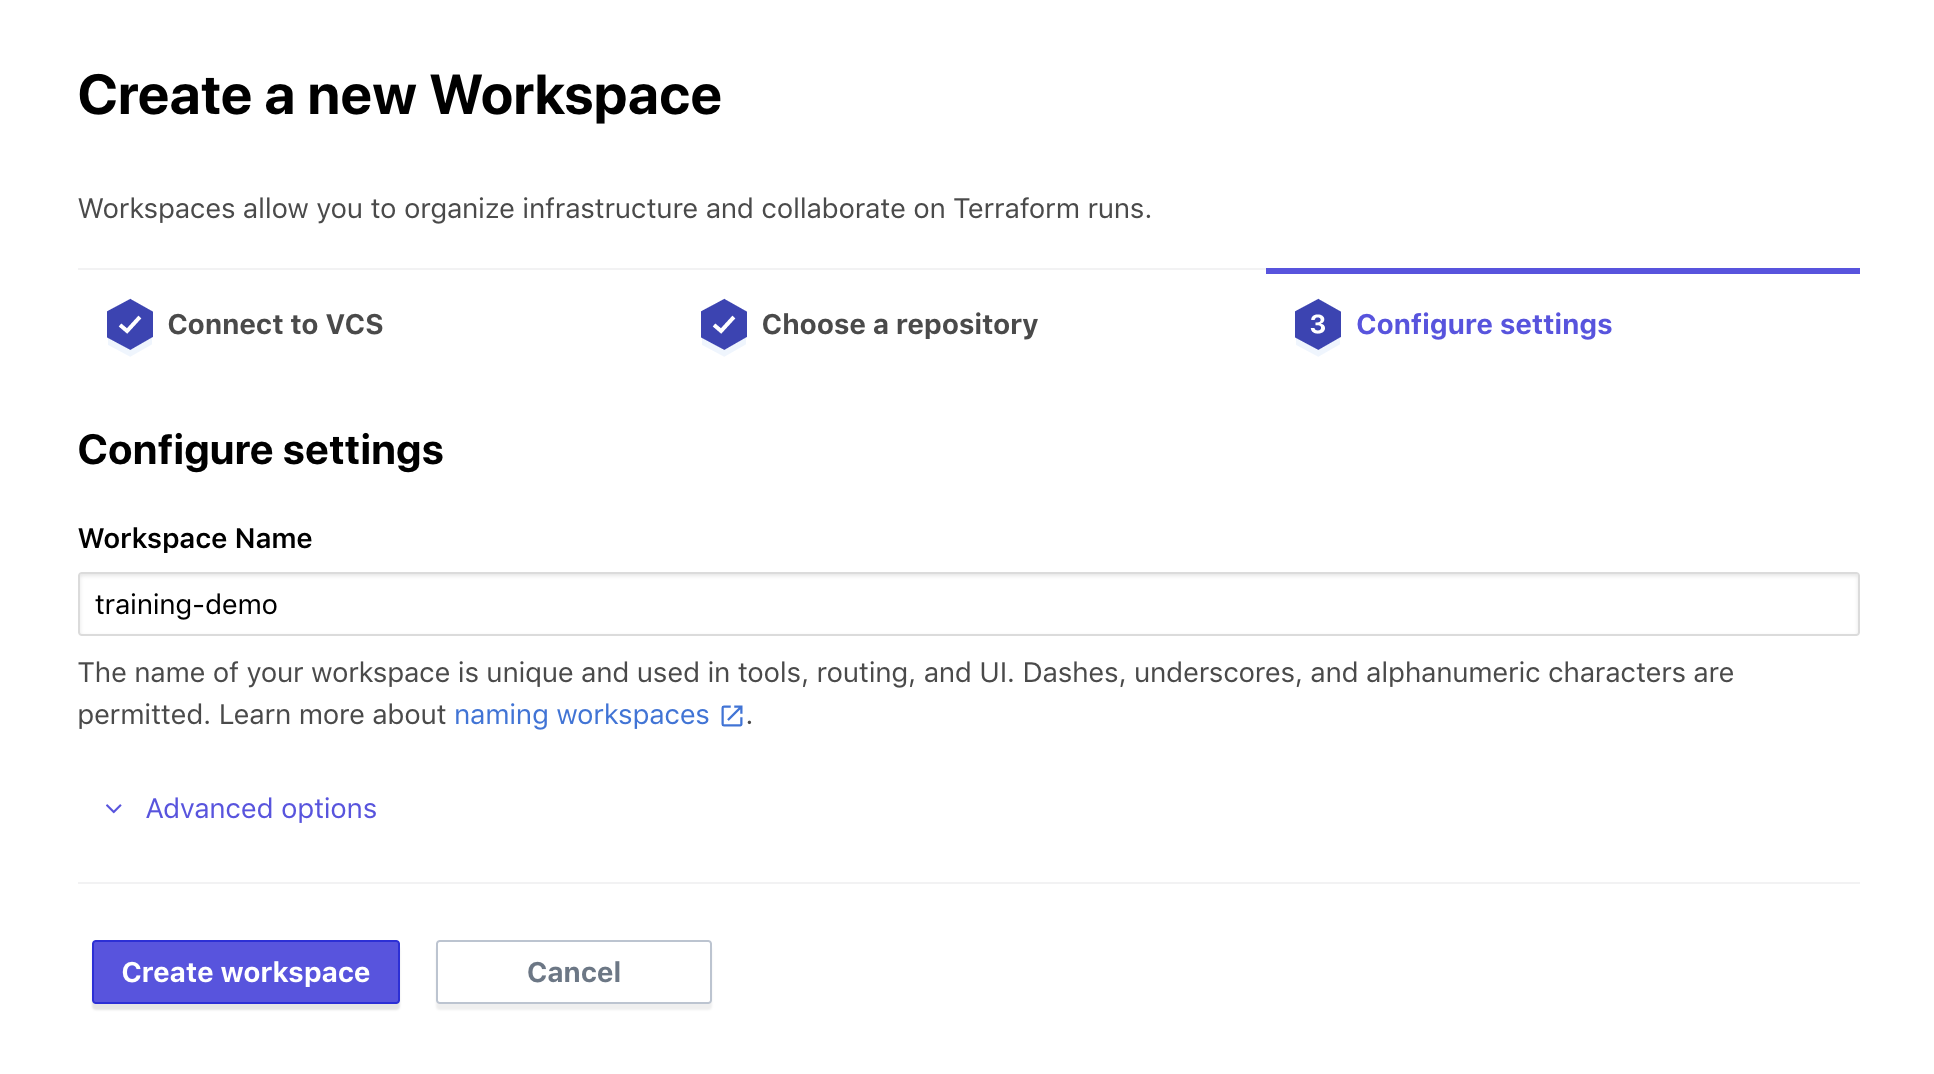 Create a new Workspace
Workspaces allow you to organize infrastructure and collaborate on Terraform runs.
Connect to VCS
Choose a repository
3 Configure settings
Configure settings
Workspace Name
training-demo
The name of your workspace is unique and used in tools, routing, and UI. Dashes, underscores, and alphanumeric characters are
permitted. Learn more about naming workspaces .
Advanced options
Create workspace
Cancel